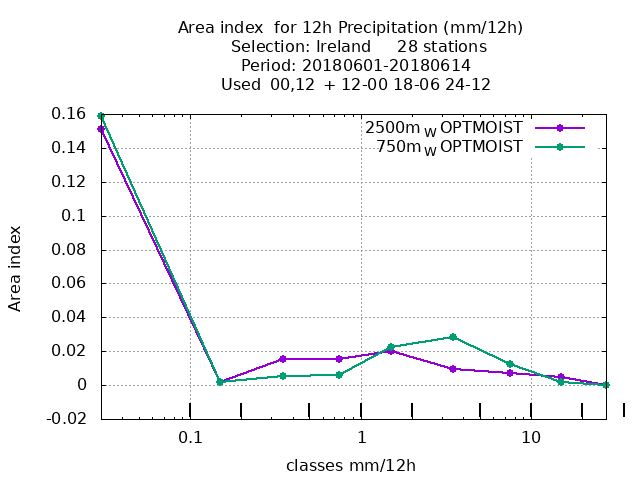 Area index  for 12h Precipitation (mm/12h)
Selection: Ireland     28 stations
Period: 20180601-20180614
Used  00,12  + 12-00 18-06 24-12
2500m W OPTMOIST
750m W OPTMOIST
0.16
0.14
0.12
0.1
0.08
0.06
0.04
0.02
0
-0.02
Area index
0.1 1 10
classes mm/12h